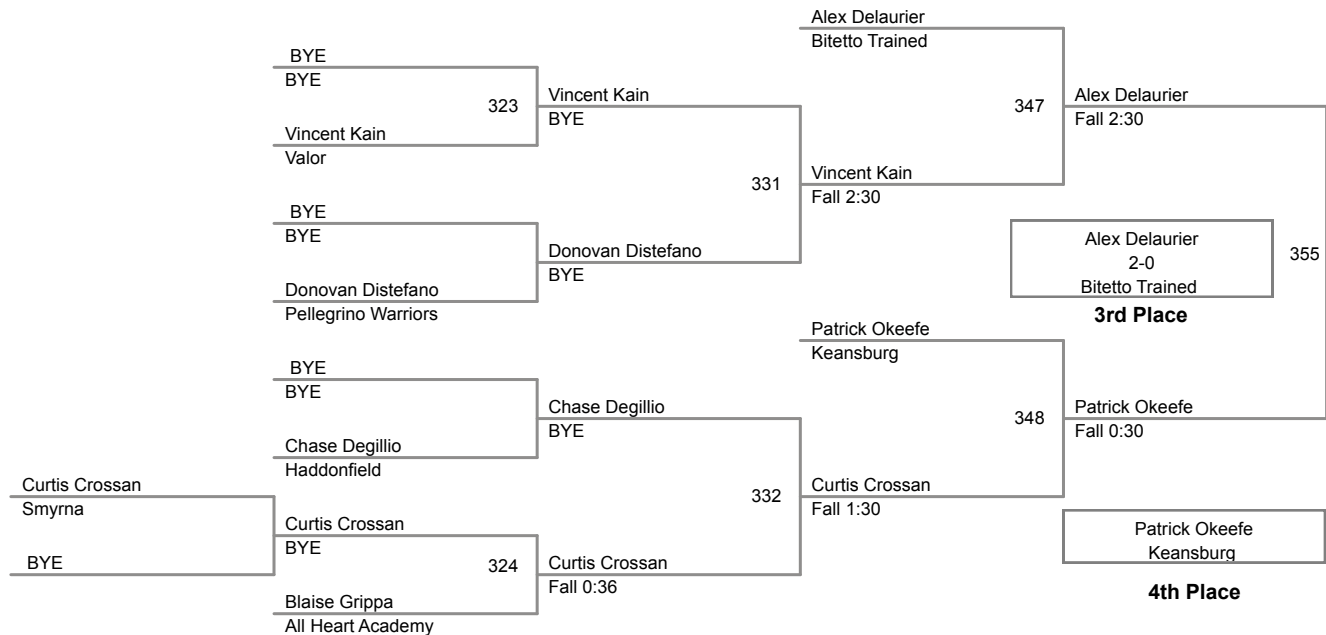 Alex Delaurier
Bitetto Trained
BYE
BYE
323
Vincent Kain
BYE
347
Alex Delaurier
Fall 2:30
Vincent Kain
Valor
331
Vincent Kain
Fall 2:30
BYE
BYE
Donovan Distefano
BYE
Alex Delaurier
2-0
Bitetto Trained
355
3rd Place
Donovan Distefano
Pellegrino Warriors
Patrick Okeefe
Keansburg
BYE
BYE
Chase Degillio
BYE
348
Patrick Okeefe
Fall 0:30
Chase Degillio
Haddonfield
Curtis Crossan
Smyrna
332
Curtis Crossan
Fall 1:30
Curtis Crossan
BYE
Patrick Okeefe
Keansburg
BYE
324
Curtis Crossan
Fall 0:36
4th Place
Blaise Grippa
All Heart Academy